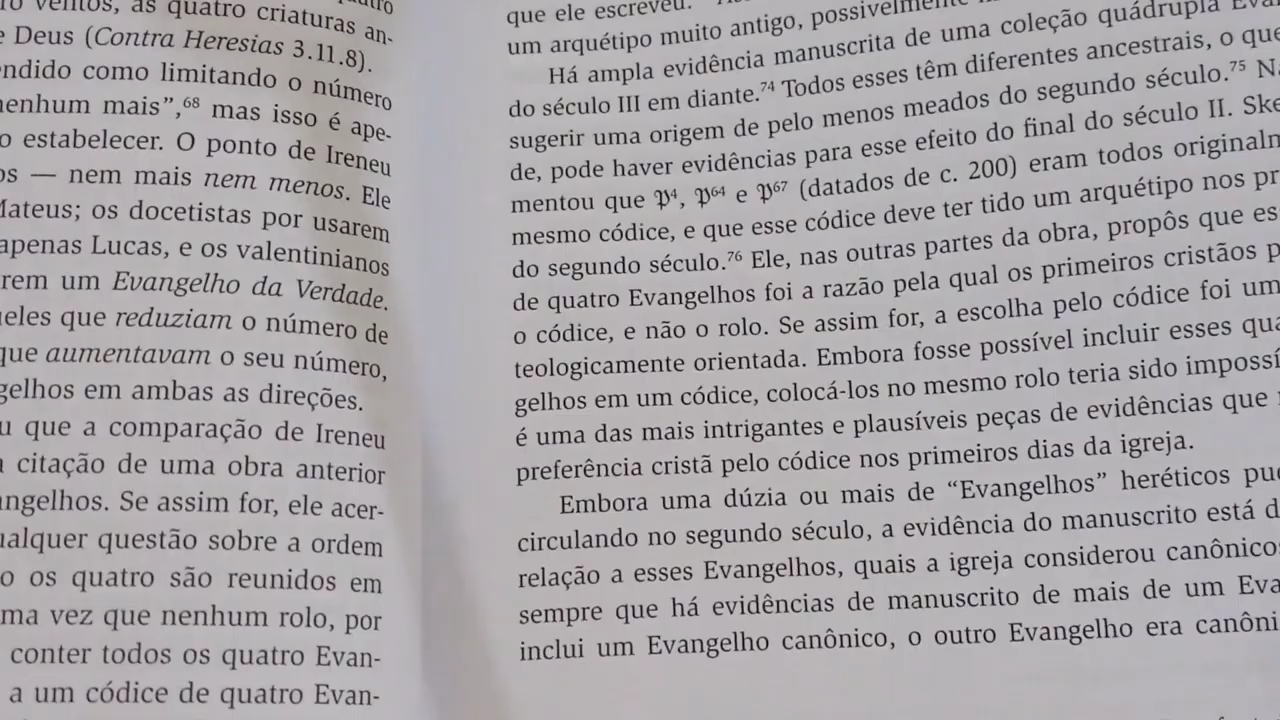 ventos, as quatro criaturas an-
e Deus (Contra Heresias 3.11.8).
endido como limitando o número
nenhum mais”,⁶⁸ mas isso é ape-
o estabelecer. O ponto de Ireneu
os — nem mais nem menos. Ele
Mateus; os docetistas por usarem
apenas Lucas, e os valentinianos
rem um Evangelho da Verdade.
ueles que reduziam o número de
que aumentavam o seu número,
gelhos em ambas as direções.
u que a comparação de Ireneu
a citação de uma obra anterior
angelhos. Se assim for, ele acer-
ualquer questão sobre a ordem
o os quatro são reunidos em
ma vez que nenhum rolo, por
conter todos os quatro Evan-
a um códice de quatro Evan-
que ele escreveu.
um arquétipo muito antigo, possivelmente
Há ampla evidência manuscrita de uma coleção quádrupla
do século III em diante.⁷⁴ Todos esses têm diferentes ancestrais, o que
sugerir uma origem de pelo menos meados do segundo século.⁷⁵ Na
de, pode haver evidências para esse efeito do final do século II. Ske
mentou que 𝔓⁴, 𝔓⁶⁴ e 𝔓⁶⁷ (datados de c. 200) eram todos originalm
mesmo códice, e que esse códice deve ter tido um arquétipo nos pr
do segundo século.⁷⁶ Ele, nas outras partes da obra, propôs que es
de quatro Evangelhos foi a razão pela qual os primeiros cristãos p
o códice, e não o rolo. Se assim for, a escolha pelo códice foi um
teologicamente orientada. Embora fosse possível incluir esses qua
gelhos em um códice, colocá-los no mesmo rolo teria sido impossí
é uma das mais intrigantes e plausíveis peças de evidências que
preferência cristã pelo códice nos primeiros dias da igreja.
Embora uma dúzia ou mais de “Evangelhos” heréticos pu
circulando no segundo século, a evidência do manuscrito está d
relação a esses Evangelhos, quais a igreja considerou canônico
sempre que há evidências de manuscrito de mais de um Eva
inclui um Evangelho canônico, o outro Evangelho era canôni